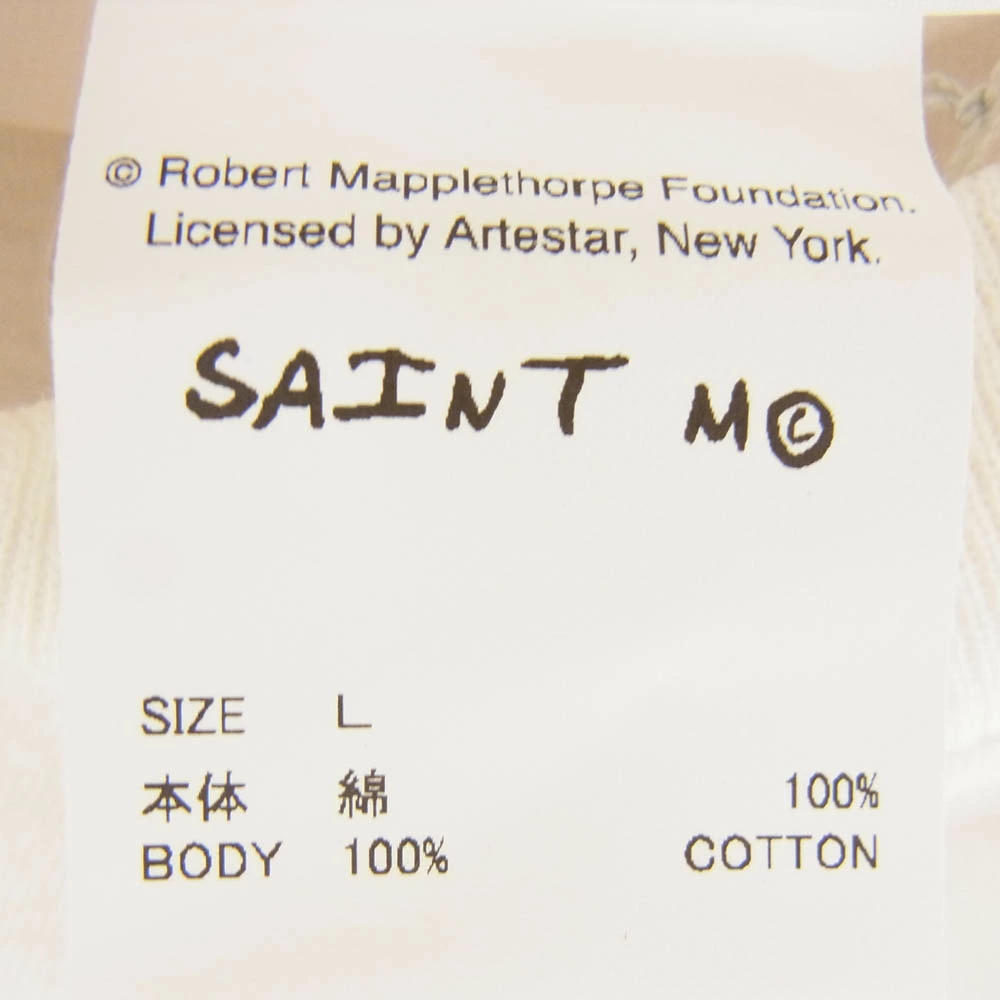 © Robert Mapplethorpe Foundation.
Licensed by Artestar, New York.
SAINT M©
SIZE L
本体 綿 100%
BODY 100% COTTON